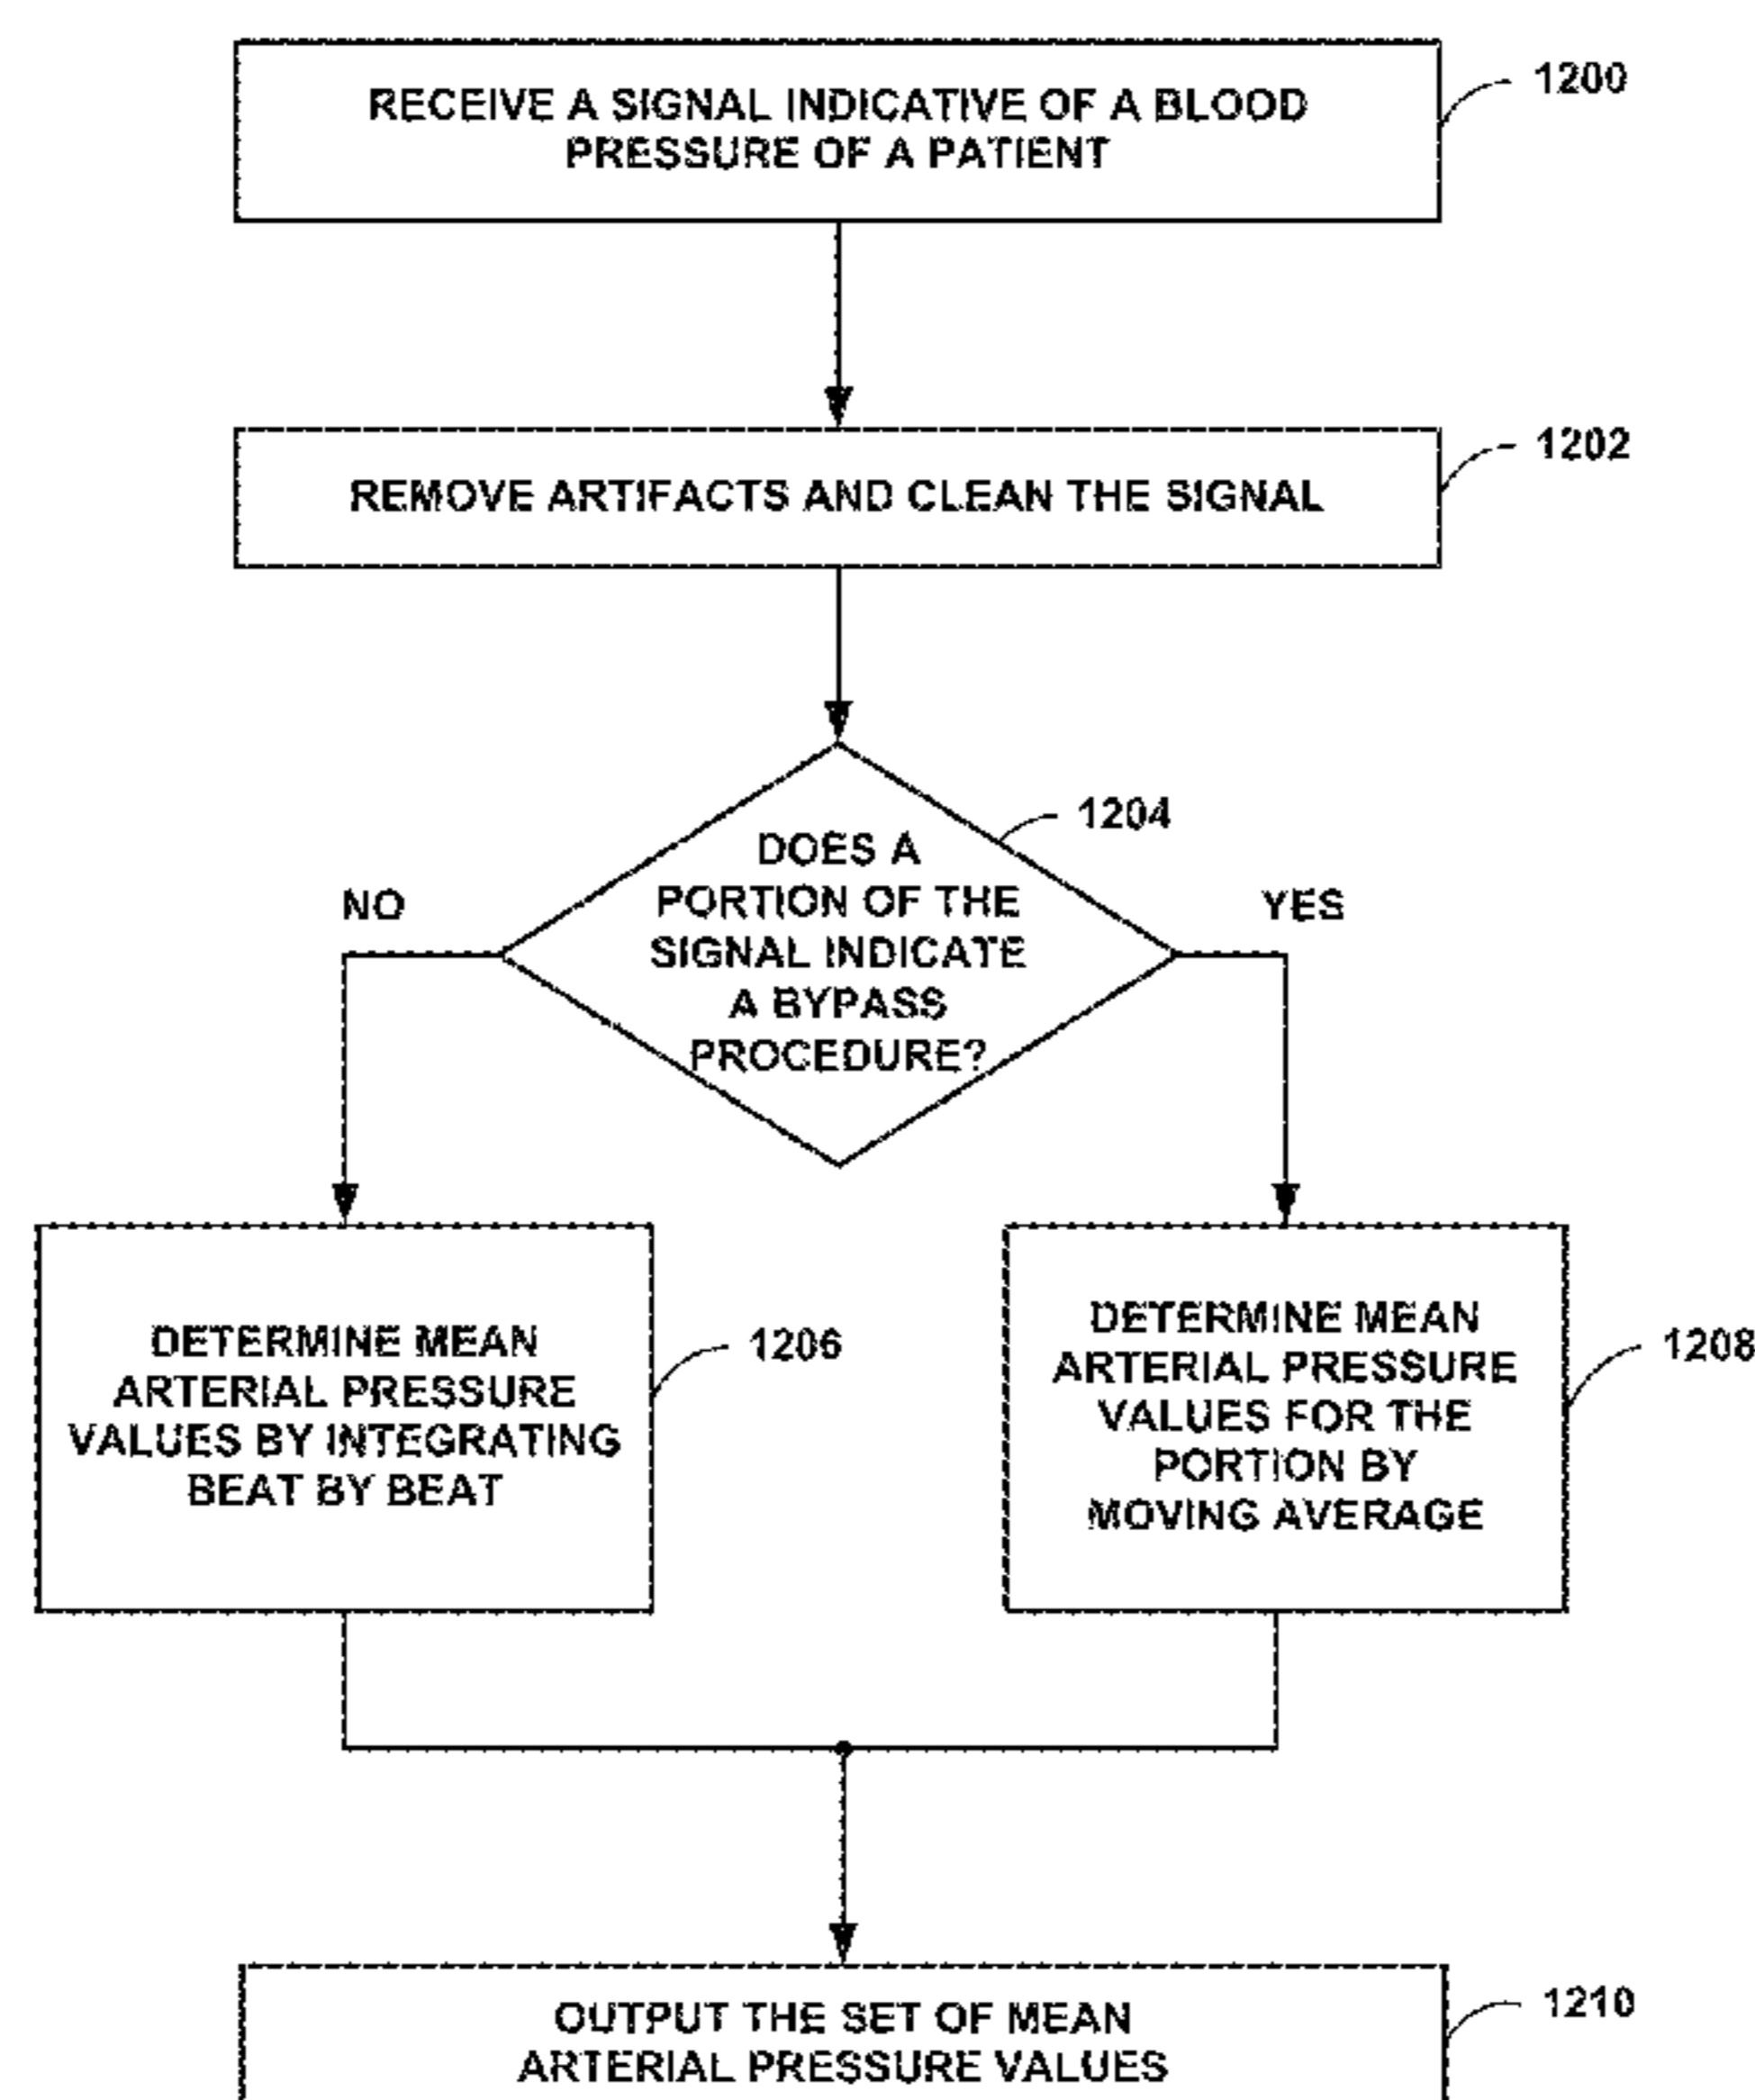 RECEIVE A SIGNAL INDICATIVE OF A BLOOD
PRESSURE OF A PATIENT
1200
REMOVE ARTIFACTS AND CLEAN THE SIGNAL
1202
DOES A
PORTION OF THE
SIGNAL INDICATE
A BYPASS
PROCEDURE?
1204
NO
YES
DETERMINE MEAN
ARTERIAL PRESSURE
VALUES BY INTEGRATING
BEAT BY BEAT
1206
DETERMINE MEAN
ARTERIAL PRESSURE
VALUES FOR THE
PORTION BY
MOVING AVERAGE
1208
OUTPUT THE SET OF MEAN
ARTERIAL PRESSURE VALUES
1210